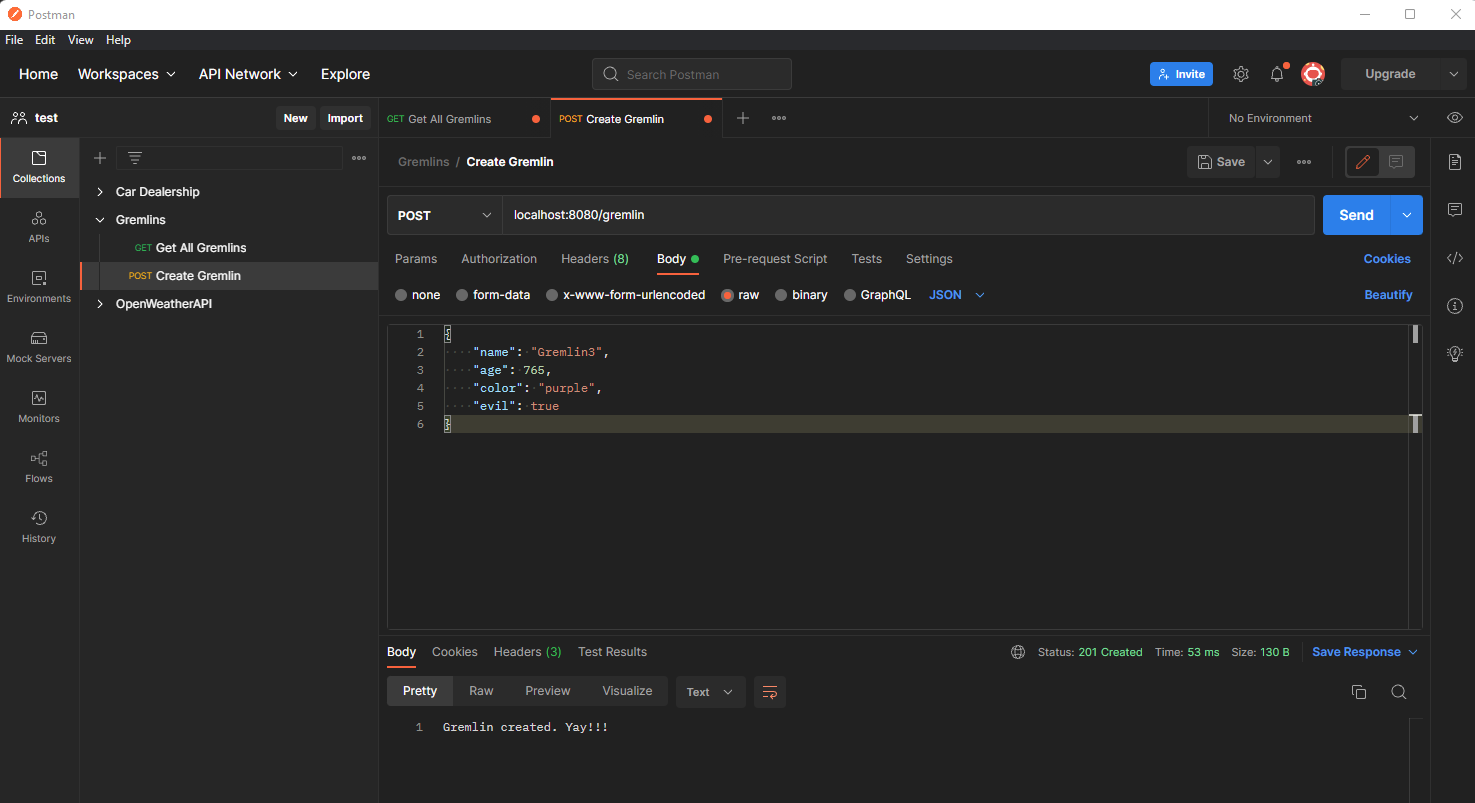 Postman
File Edit View Help
Home Workspaces API Network Explore Search Postman Invite Upgrade
test New Import GET Get All Gremlins POST Create Gremlin No Environment
Collections
APIs
Environments
Mock Servers
Monitors
Flows
History
Car Dealership
Gremlins
GET Get All Gremlins
POST Create Gremlin
OpenWeatherAPI
Gremlins / Create Gremlin Save
POST localhost:8080/gremlin Send
Params Authorization Headers (8) Body Pre-request Script Tests Settings Cookies
none form-data x-www-form-urlencoded raw binary GraphQL JSON Beautify
1 {
2 "name": "Gremlin3",
3 "age": 765,
4 "color": "purple",
5 "evil": true
6 }
Body Cookies Headers (3) Test Results Status: 201 Created Time: 53 ms Size: 130 B Save Response
Pretty Raw Preview Visualize Text
1 Gremlin created. Yay!!!